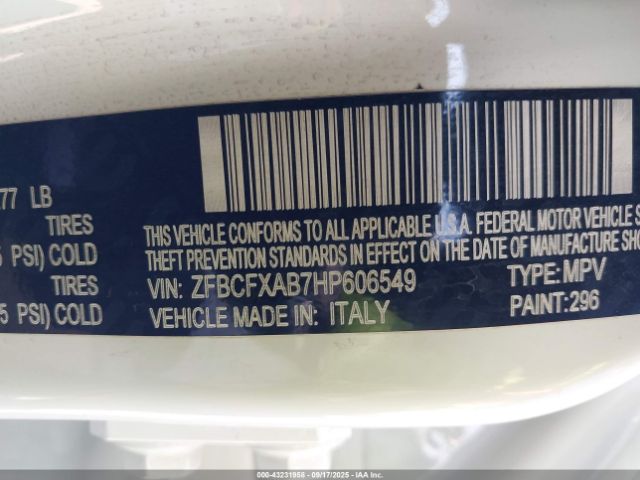 77 LB
TIRES
5 PSI) COLD
TIRES
5 PSI) COLD
THIS VEHICLE CONFORMS TO ALL APPLICABLE U.S.A. FEDERAL MOTOR VEHICLE S
THEFT PREVENTION STANDARDS IN EFFECT ON THE DATE OF MANUFACTURE SHO
VIN: ZFBCFXAB7HP606549 TYPE: MPV
VEHICLE MADE IN: ITALY PAINT: 296
000-43231958 - 09/17/2025 - IAAI - Copart